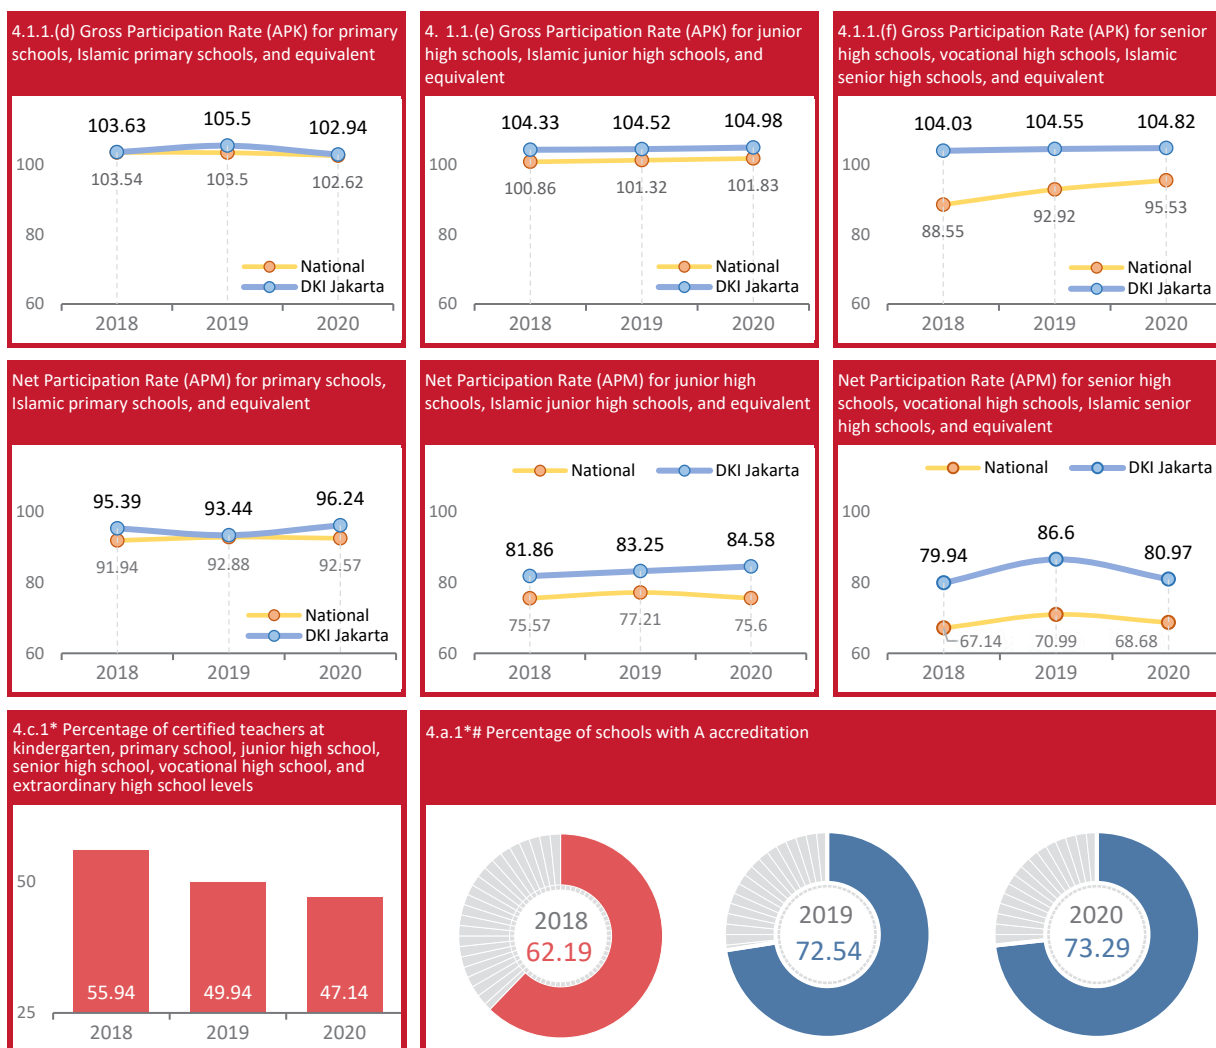 4.1.1.(d) Gross Participation Rate (APK) for primary
schools, Islamic primary schools, and equivalent
103.63
105.5
102.94
100
103.54
103.5
102.62
80
National
DKI Jakarta
60
2018
2019
2020
4. 1.1.(e) Gross Participation Rate (APK) for junior
high schools, Islamic junior high schools, and
equivalent
104.33
104.52
104.98
100
100.86
101.32
101.83
80
National
DKI Jakarta
60
2018
2019
2020
4.1.1.(f) Gross Participation Rate (APK) for senior
high schools, vocational high schools, Islamic
senior high schools, and equivalent
104.03
104.55
104.82
100
88.55
92.92
95.53
80
National
DKI Jakarta
60
2018
2019
2020
Net Participation Rate (APM) for primary schools,
Islamic primary schools, and equivalent
95.39
93.44
96.24
100
91.94
92.88
92.57
80
National
DKI Jakarta
60
2018
2019
2020
Net Participation Rate (APM) for junior high
schools, Islamic junior high schools, and equivalent
National
DKI Jakarta
100
81.86
83.25
84.58
80
75.57
77.21
75.6
60
2018
2019
2020
Net Participation Rate (APM) for senior high
schools, vocational high schools, Islamic senior
high schools, and equivalent
National
DKI Jakarta
100
79.94
86.6
80.97
80
67.14
70.99
68.68
60
2018
2019
2020
4.c.1* Percentage of certified teachers at
kindergarten, primary school, junior high school,
senior high school, vocational high school, and
extraordinary high school levels
50
55.94
49.94
47.14
25
2018
2019
2020
4.a.1*# Percentage of schools with A accreditation
2018
62.19
2019
72.54
2020
73.29